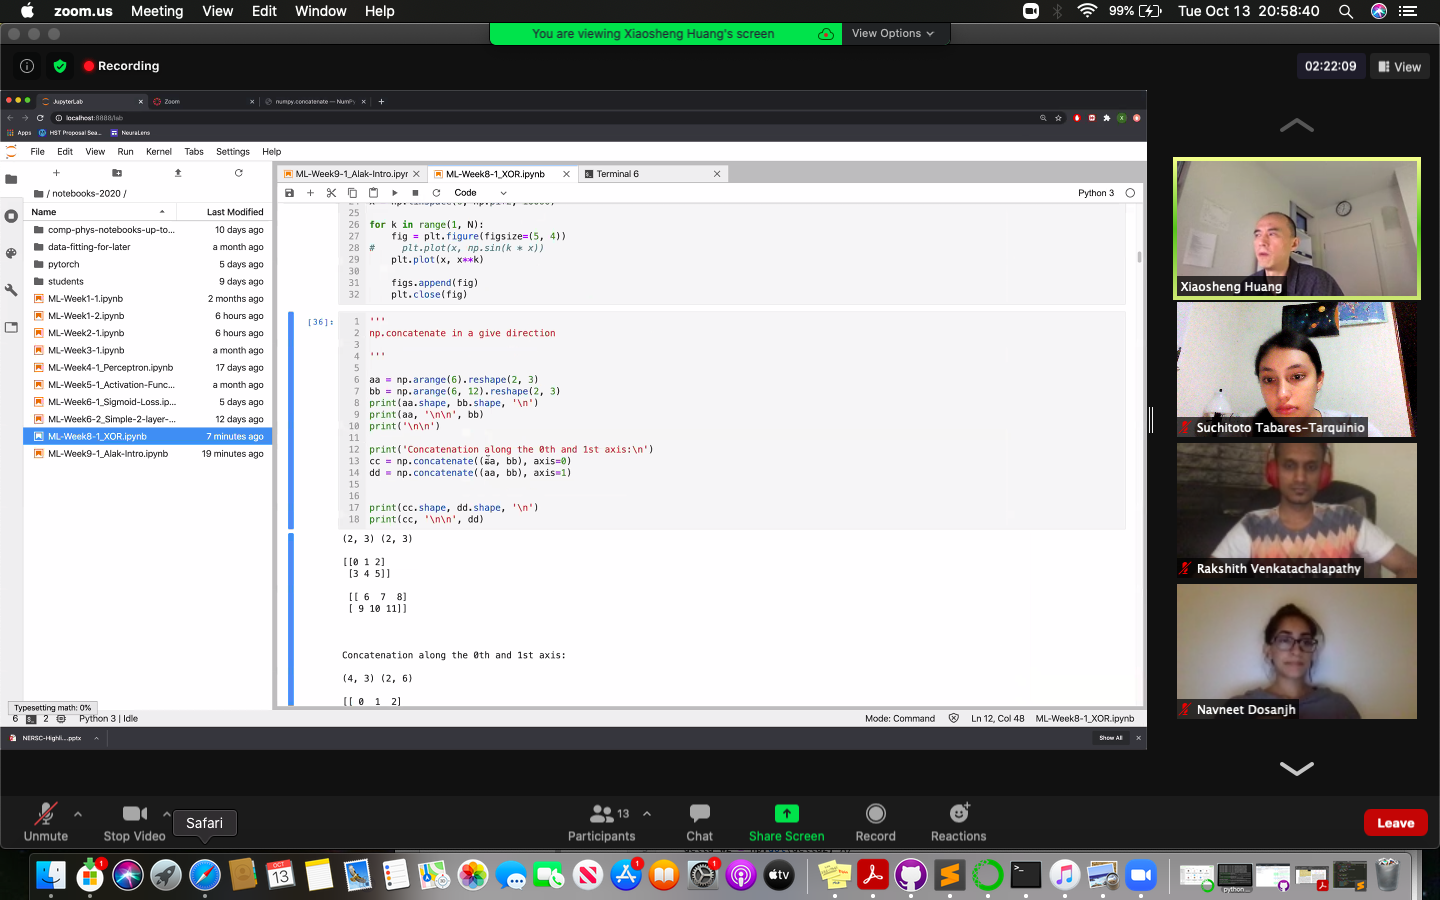 zoom.us Meeting View Edit Window Help 99% Tue Oct 13 20:58:40
You are viewing Xiaosheng Huang's screen View Options
Recording 02:22:09 View
JupyterLab Zoom numpy.concatenate — NumPy
localhost:8888/lab
Apps HST Proposal Sea... NeuraLens
File Edit View Run Kernel Tabs Settings Help
ML-Week9-1_Alak-Intro.ipyr ML-Week8-1_XOR.ipynb Terminal 6
Code Python 3
/ notebooks-2020 /
Name Last Modified
comp-phys-notebooks-up-to... 10 days ago
data-fitting-for-later a month ago
pytorch 5 days ago
students 9 days ago
ML-Week1-1.ipynb 2 months ago
ML-Week1-2.ipynb 6 hours ago
ML-Week2-1.ipynb 6 hours ago
ML-Week3-1.ipynb a month ago
ML-Week4-1_Perceptron.ipynb 17 days ago
ML-Week5-1_Activation-Func... a month ago
ML-Week6-1_Sigmoid-Loss.ip... 5 days ago
ML-Week6-2_Simple-2-layer-... 12 days ago
ML-Week8-1_XOR.ipynb 7 minutes ago
ML-Week9-1_Alak-Intro.ipynb 19 minutes ago
25
26 for k in range(1, N):
27 fig = plt.figure(figsize=(5, 4))
28 # plt.plot(x, np.sin(k * x))
29 plt.plot(x, x**k)
30
31 figs.append(fig)
32 plt.close(fig)
[36]: 1 '''
2 np.concatenate in a give direction
3
4 '''
5
6 aa = np.arange(6).reshape(2, 3)
7 bb = np.arange(6, 12).reshape(2, 3)
8 print(aa.shape, bb.shape, '\n')
9 print(aa, '\n\n', bb)
10 print('\n\n')
11
12 print('Concatenation along the 0th and 1st axis:\n')
13 cc = np.concatenate((aa, bb), axis=0)
14 dd = np.concatenate((aa, bb), axis=1)
15
16
17 print(cc.shape, dd.shape, '\n')
18 print(cc, '\n\n', dd)
(2, 3) (2, 3)
[[0 1 2]
[3 4 5]]
[[ 6 7 8]
[ 9 10 11]]
Concatenation along the 0th and 1st axis:
(4, 3) (2, 6)
[[ 0 1 2]
Typesetting math: 0%
6 2 Python 3 | Idle Mode: Command Ln 12, Col 48 ML-Week8-1_XOR.ipynb
NERSC-Highli....pptx Show All
Xiaosheng Huang
Suchitoto Tabares-Tarquinio
Rakshith Venkatachalapathy
Navneet Dosanjh
Unmute Stop Video Participants 13 Chat Share Screen Record Reactions Leave
Safari
OCT
13
tv